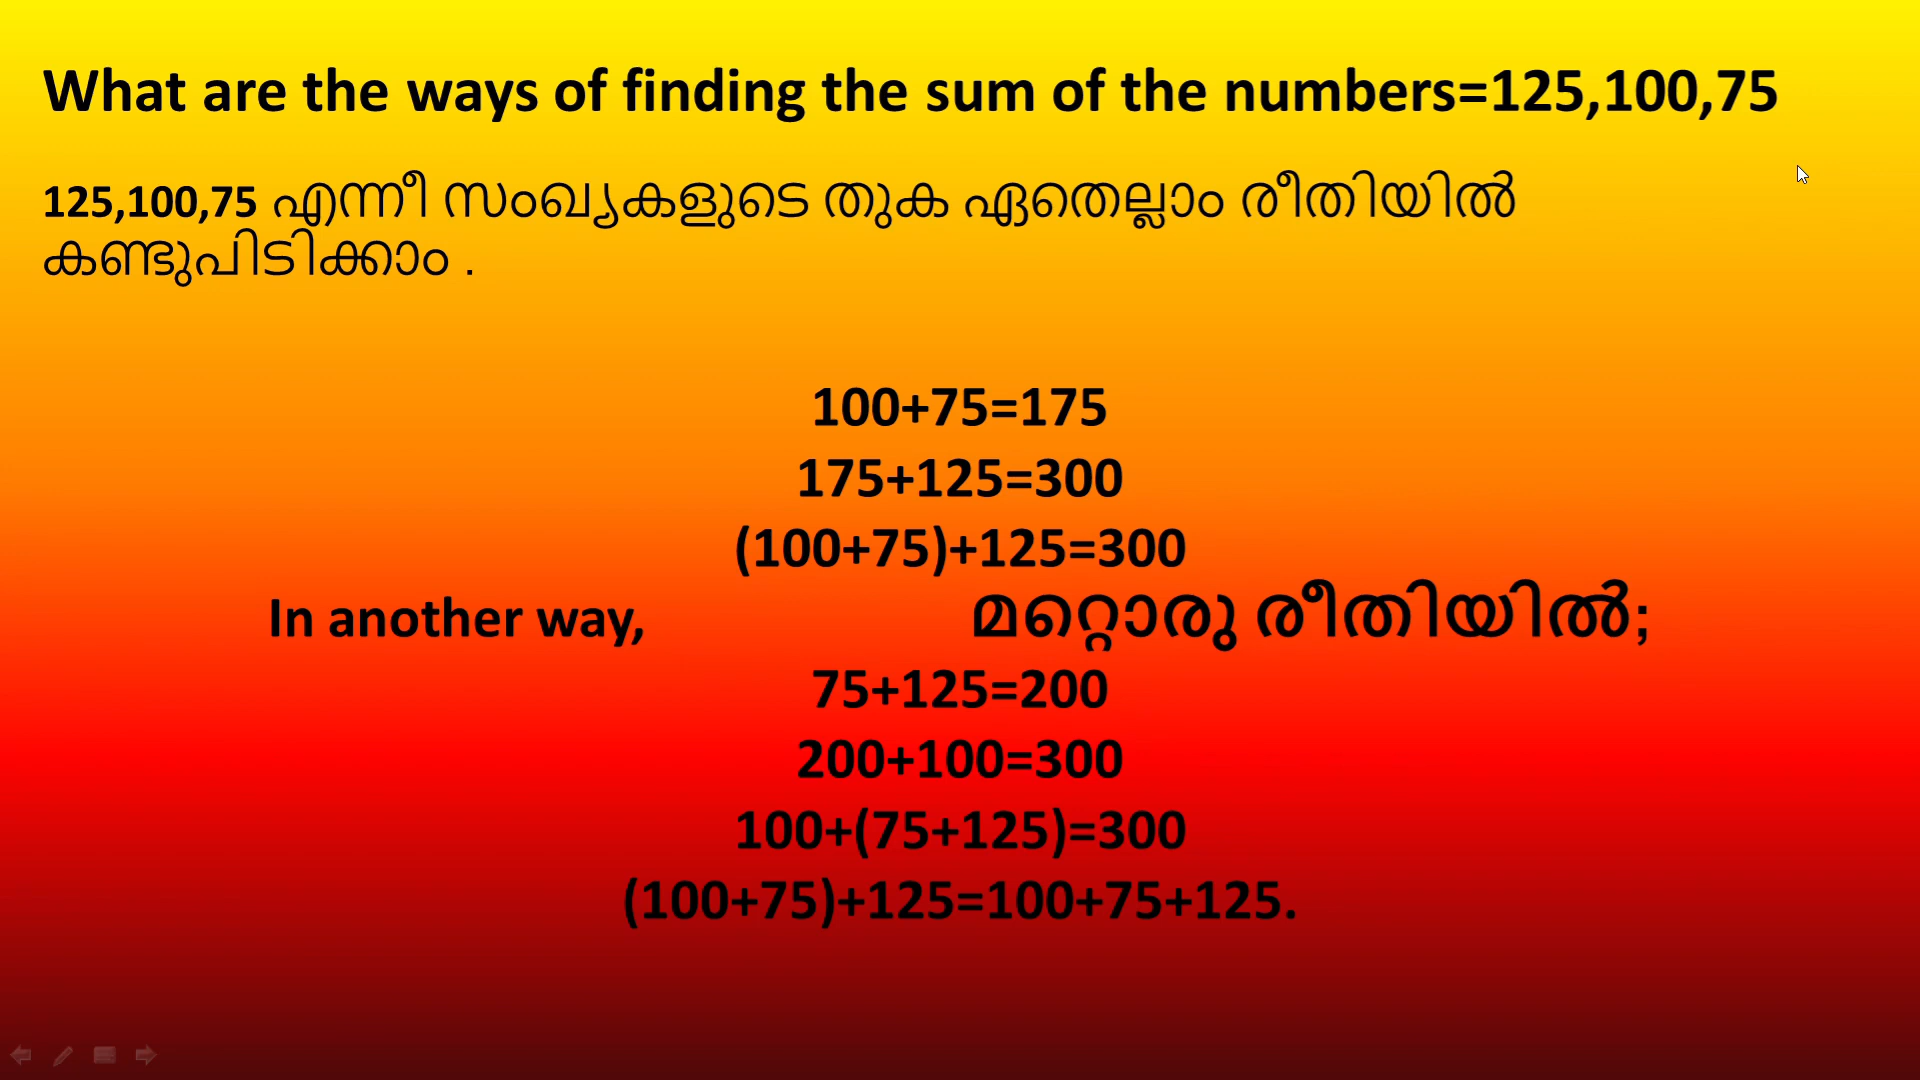 What are the ways of finding the sum of the numbers=125,100,75
125,100,75 എന്നീ സംഖ്യകളുടെ തുക ഏതെല്ലാം രീതിയിൽ
കണ്ടുപിടിക്കാം .
100+75=175
175+125=300
(100+75)+125=300
In another way, മറ്റൊരു രീതിയിൽ;
75+125=200
200+100=300
100+(75+125)=300
(100+75)+125=100+75+125.